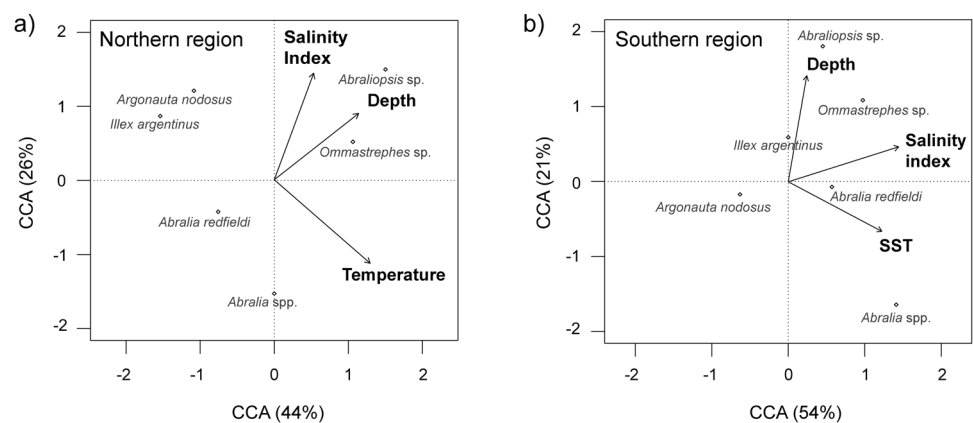 a)
Northern region
Salinity
Index
Depth
Temperature
Argonauta nodosus
Illex argentinus
Abraliopsis sp.
Ommastrephes sp.
Abralia redfieldi
Abralia spp.
CCA (26%)
2
1
0
-1
-2
-2 -1 0 1 2
CCA (44%)
b)
Southern region
Abraliopsis sp.
Depth
Ommastrephes sp.
Illex argentinus
Salinity
index
Argonauta nodosus
Abralia redfieldi
SST
Abralia spp.
CCA (21%)
2
1
0
-1
-2
-2 -1 0 1 2
CCA (54%)